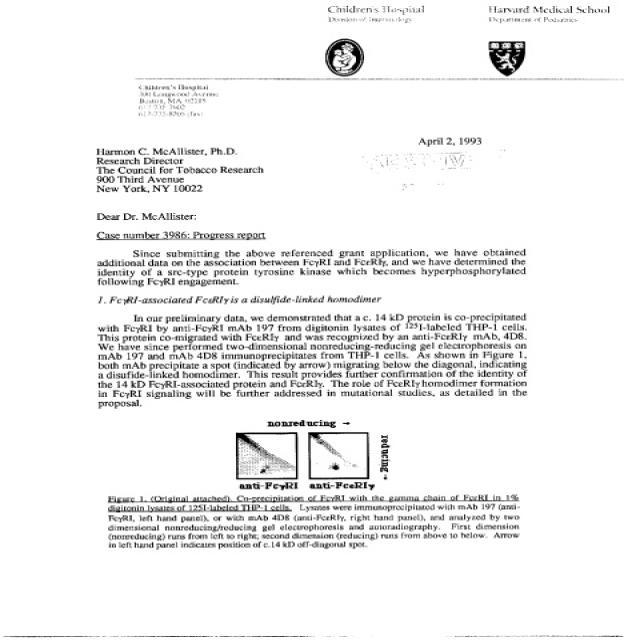 Children's Hospital
Division of Immunology
Harvard Medical School
Department of Pediatrics
Children's Hospital
300 Longwood Avenue
Boston, MA 02115
(fax)
April 2, 1993
Harmon C. McAllister, Ph.D.
Research Director
The Council for Tobacco Research
900 Third Avenue
New York, NY 10022
Dear Dr. McAllister:
Case number 3986: Progress report
Since submitting the above referenced grant application, we have obtained
additional data on the association between FcγRI and FcεRIγ, and we have determined the
identity of a src-type protein tyrosine kinase which becomes hyperphosphorylated
following FcγRI engagement.
1. FcγRI-associated FcεRIγ is a disulfide-linked homodimer
In our preliminary data, we demonstrated that a c. 14 kD protein is co-precipitated
with FcγRI by anti-FcγRI mAb 197 from digitonin lysates of 125I-labeled THP-1 cells.
This protein co-migrated with FcεRIγ and was recognized by an anti-FcεRIγ mAb, 4D8.
We have since performed two-dimensional nonreducing-reducing gel electrophoresis on
mAb 197 and mAb 4D8 immunoprecipitates from THP-1 cells. As shown in Figure 1,
both mAb precipitate a spot (indicated by arrow) migrating below the diagonal, indicating
a disulfide-linked homodimer. This result provides further confirmation of the identity of
the 14 kD FcγRI-associated protein and FcεRIγ. The role of FcεRIγ homodimer formation
in FcγRI signaling will be further addressed in mutational studies, as detailed in the
proposal.
nonreducing →
reducing →
anti-FcγRI anti-FcεRIγ
Figure 1. (Original attached). Co-precipitation of FcγRI with the gamma chain of FcεRI in 1%
digitonin lysates of 125I-labeled THP-1 cells. Lysates were immunoprecipitated with mAb 197 (anti-
FcγRI, left hand panel), or with mAb 4D8 (anti-FcεRIγ, right hand panel), and analyzed by two
dimensional nonreducing/reducing gel electrophoresis and autoradiography. First dimension
(nonreducing) runs from left to right; second dimension (reducing) runs from above to below. Arrow
in left hand panel indicates position of c.14 kD off-diagonal spot.